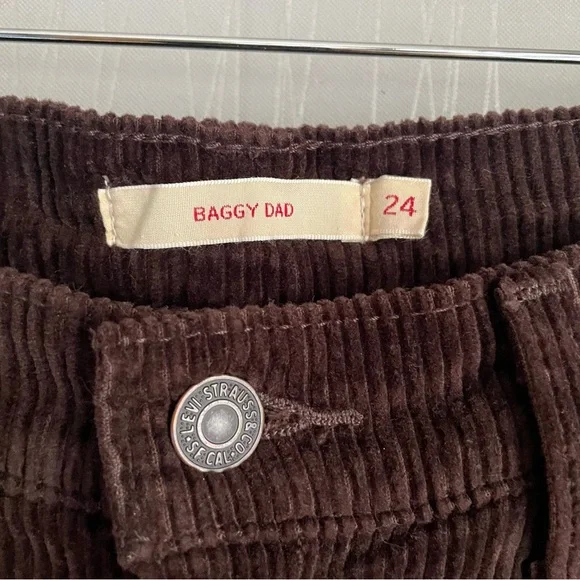 BAGGY DAD
24
LEVI STRAUSS & CO.
S.F. CAL.